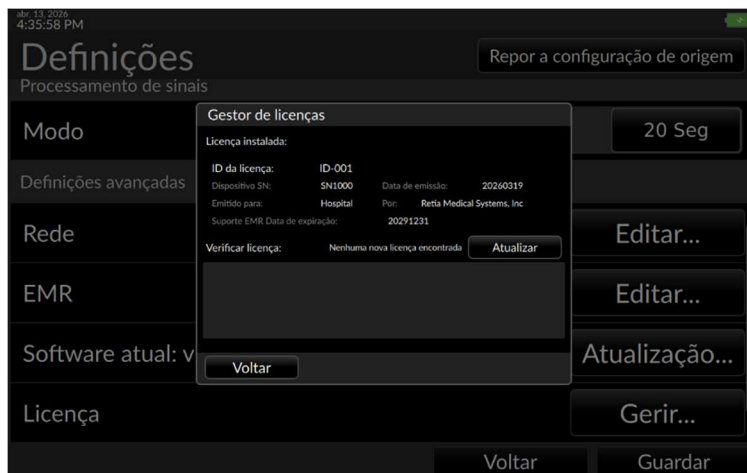 abr. 13, 2026
4:35:58 PM
Definições
Repor a configuração de origem
Processamento de sinais
Modo
20 Seg
Gestor de licenças
Licença instalada:
ID da licença: ID-001
Dispositivo SN: SN1000 Data de emissão: 20260319
Emitido para: Hospital Por: Retia Medical Systems, Inc
Suporte EMR Data de expiração: 20291231
Verificar licença: Nenhuma nova licença encontrada Atualizar
Voltar
Definições avançadas
Rede Editar...
EMR Editar...
Software atual: v Atualização...
Licença Gerir...
Voltar Guardar